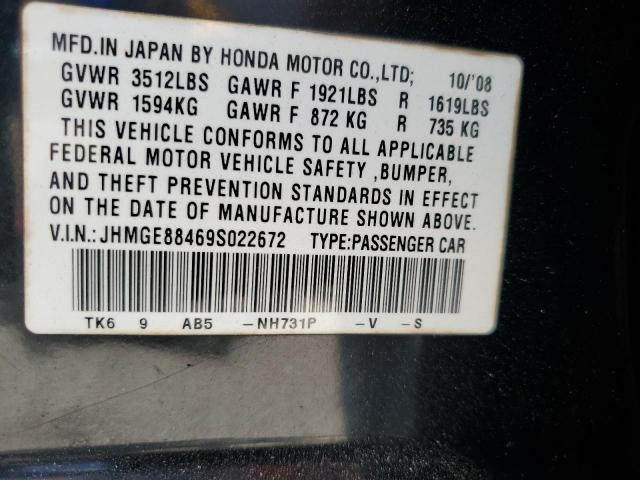 MFD.IN JAPAN BY HONDA MOTOR CO.,LTD; 10/'08
GVWR 3512LBS GAWR F 1921LBS R 1619LBS
GVWR 1594KG GAWR F 872 KG R 735 KG
THIS VEHICLE CONFORMS TO ALL APPLICABLE
FEDERAL MOTOR VEHICLE SAFETY ,BUMPER,
AND THEFT PREVENTION STANDARDS IN EFFECT
ON THE DATE OF MANUFACTURE SHOWN ABOVE.
V.I.N.:JHMGE88469S022672 TYPE:PASSENGER CAR
TK6 9 AB5 -NH731P -V -S